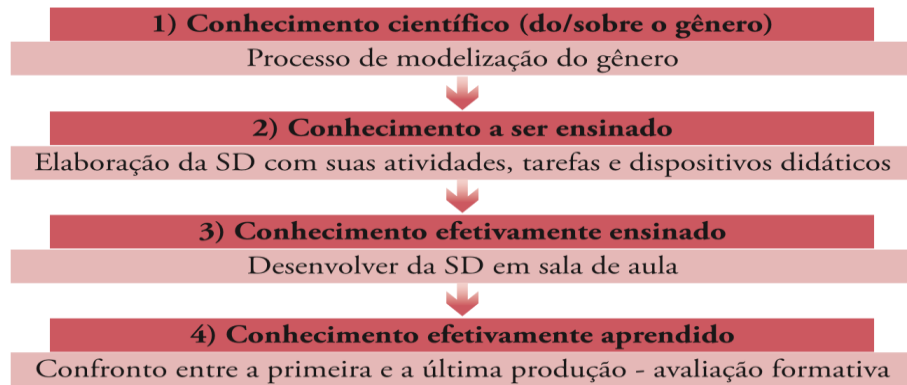 1) Conhecimento científico (do/sobre o gênero)
Processo de modelização do gênero
2) Conhecimento a ser ensinado
Elaboração da SD com suas atividades, tarefas e dispositivos didáticos
3) Conhecimento efetivamente ensinado
Desenvolver da SD em sala de aula
4) Conhecimento efetivamente aprendido
Confronto entre a primeira e a última produção - avaliação formativa